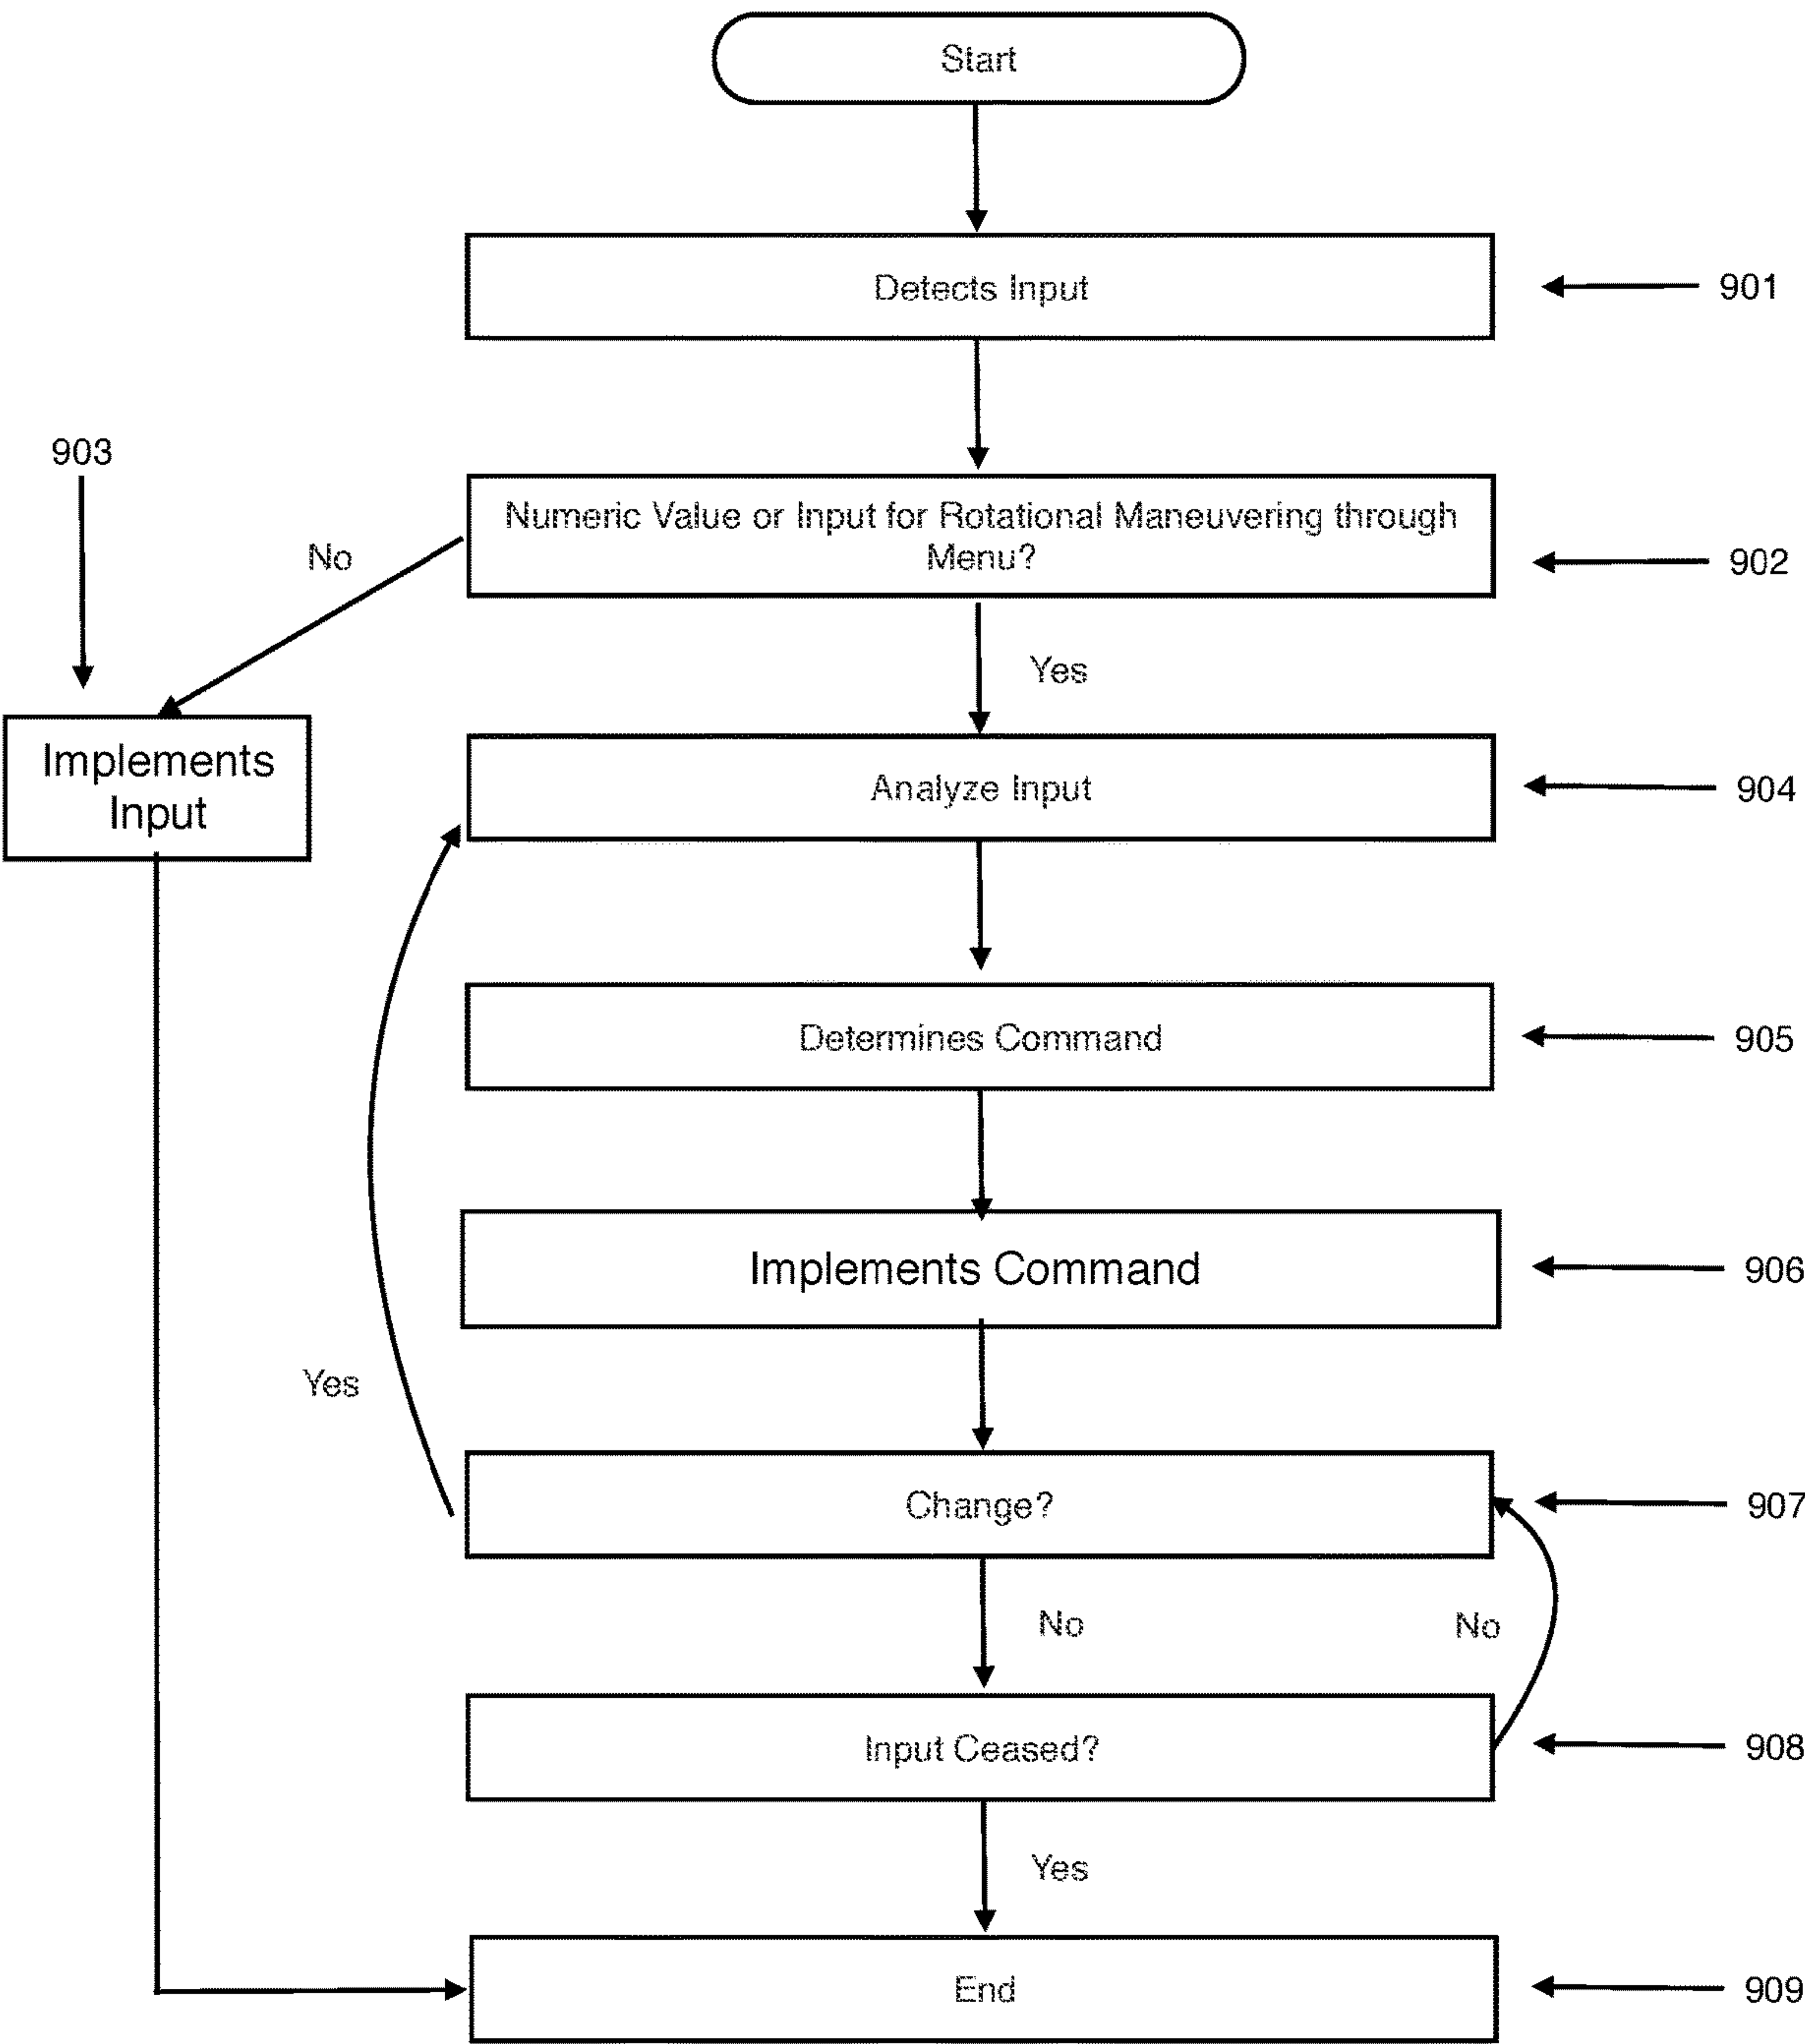 Start
Detects Input
901
903
Numeric Value or Input for Rotational Maneuvering through
Menu?
902
No
Yes
Implements
Input
Analyze Input
904
Determines Command
905
Implements Command
906
Yes
Change?
907
No
No
Input Ceased?
908
Yes
End
909